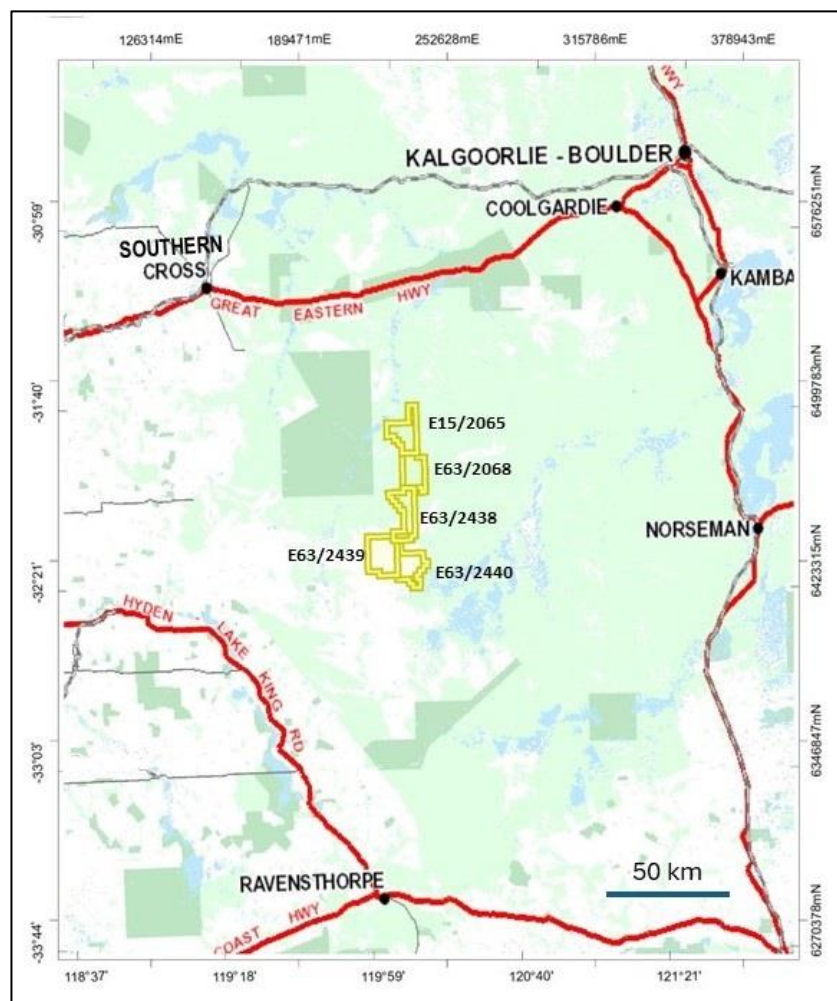 126314mE 189471mE 252628mE 315786mE 378943mE
HWY
KALGOORLIE - BOULDER
COOLGARDIE
-30°59'
6576251mN
SOUTHERN
CROSS
KAMBA
GREAT EASTERN HWY
-31°40'
6499783mN
E15/2065
E63/2068
E63/2438
NORSEMAN
E63/2439
E63/2440
-32°21'
6423315mN
HYDEN LAKE KING RD
-33°03'
6346847mN
50 km
RAVENSTHORPE
COAST HWY
-33°44'
6270378mN
118°37' 119°18' 119°59' 120°40' 121°21'